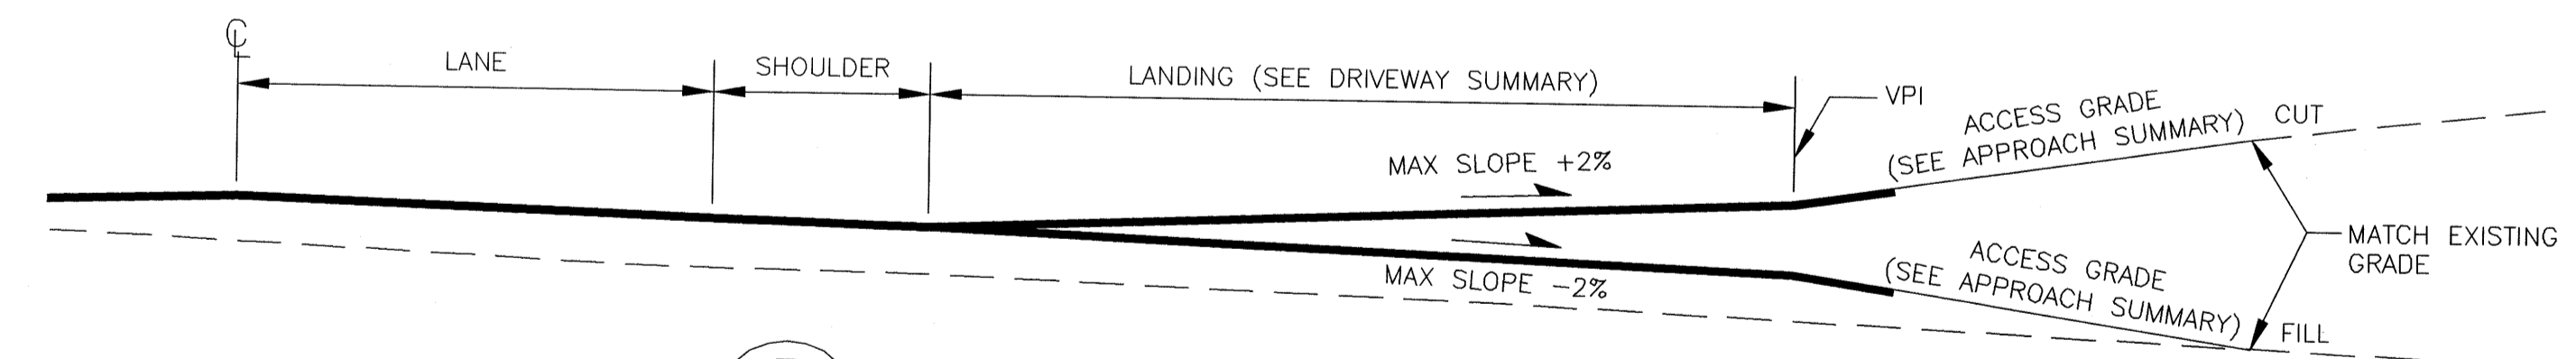 ℄
LANE
SHOULDER
LANDING (SEE DRIVEWAY SUMMARY)
VPI
ACCESS GRADE
(SEE APPROACH SUMMARY)
CUT
MAX SLOPE +2%
MAX SLOPE -2%
ACCESS GRADE
(SEE APPROACH SUMMARY)
FILL
MATCH EXISTING
GRADE